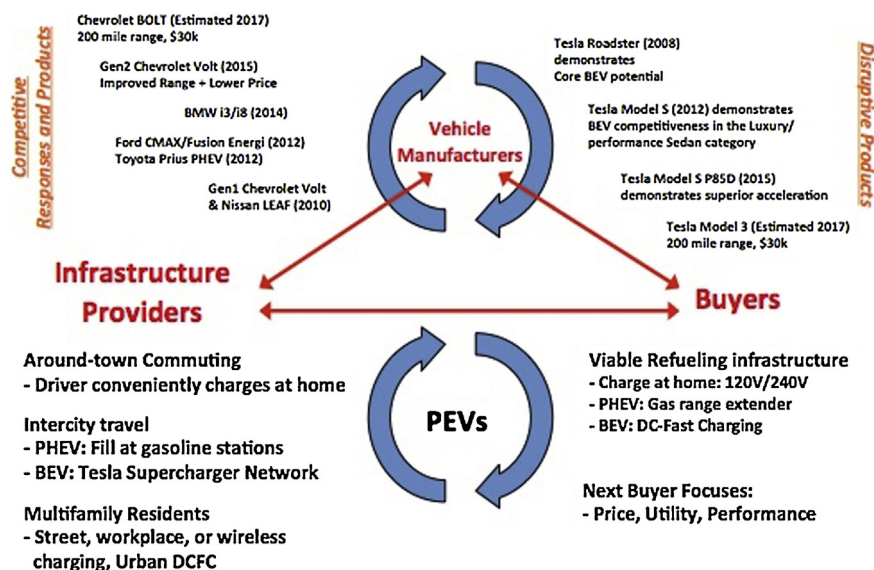 Competitive
Responses and Products
Chevrolet BOLT (Estimated 2017)
200 mile range, $30k
Gen2 Chevrolet Volt (2015)
Improved Range + Lower Price
BMW i3/i8 (2014)
Ford CMAX/Fusion Energi (2012)
Toyota Prius PHEV (2012)
Gen1 Chevrolet Volt
& Nissan LEAF (2010)
Vehicle
Manufacturers
Tesla Roadster (2008)
demonstrates
Core BEV potential
Tesla Model S (2012) demonstrates
BEV competitiveness in the Luxury/
performance Sedan category
Tesla Model S P85D (2015)
demonstrates superior acceleration
Tesla Model 3 (Estimated 2017)
200 mile range, $30k
Disruptive Products
Infrastructure
Providers
Buyers
Around-town Commuting
- Driver conveniently charges at home
Intercity travel
- PHEV: Fill at gasoline stations
- BEV: Tesla Supercharger Network
Multifamily Residents
- Street, workplace, or wireless
charging, Urban DCFC
PEVs
Viable Refueling infrastructure
- Charge at home: 120V/240V
- PHEV: Gas range extender
- BEV: DC-Fast Charging
Next Buyer Focuses:
- Price, Utility, Performance